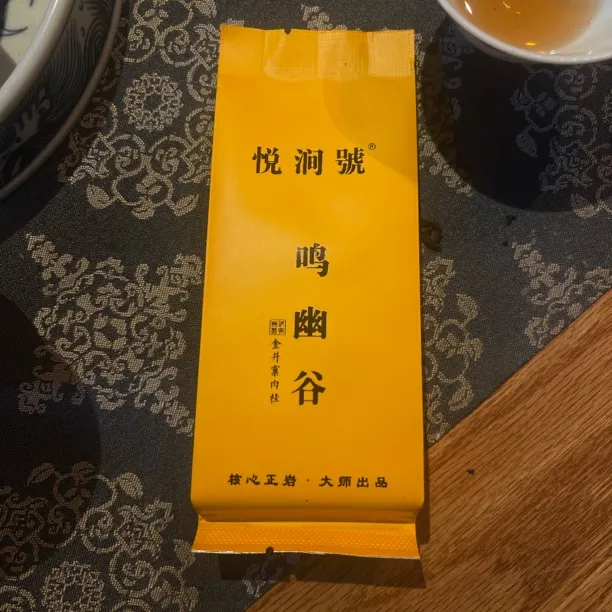 悦涧號®
鸣幽谷
金井窠肉桂
核心正岩·大师出品